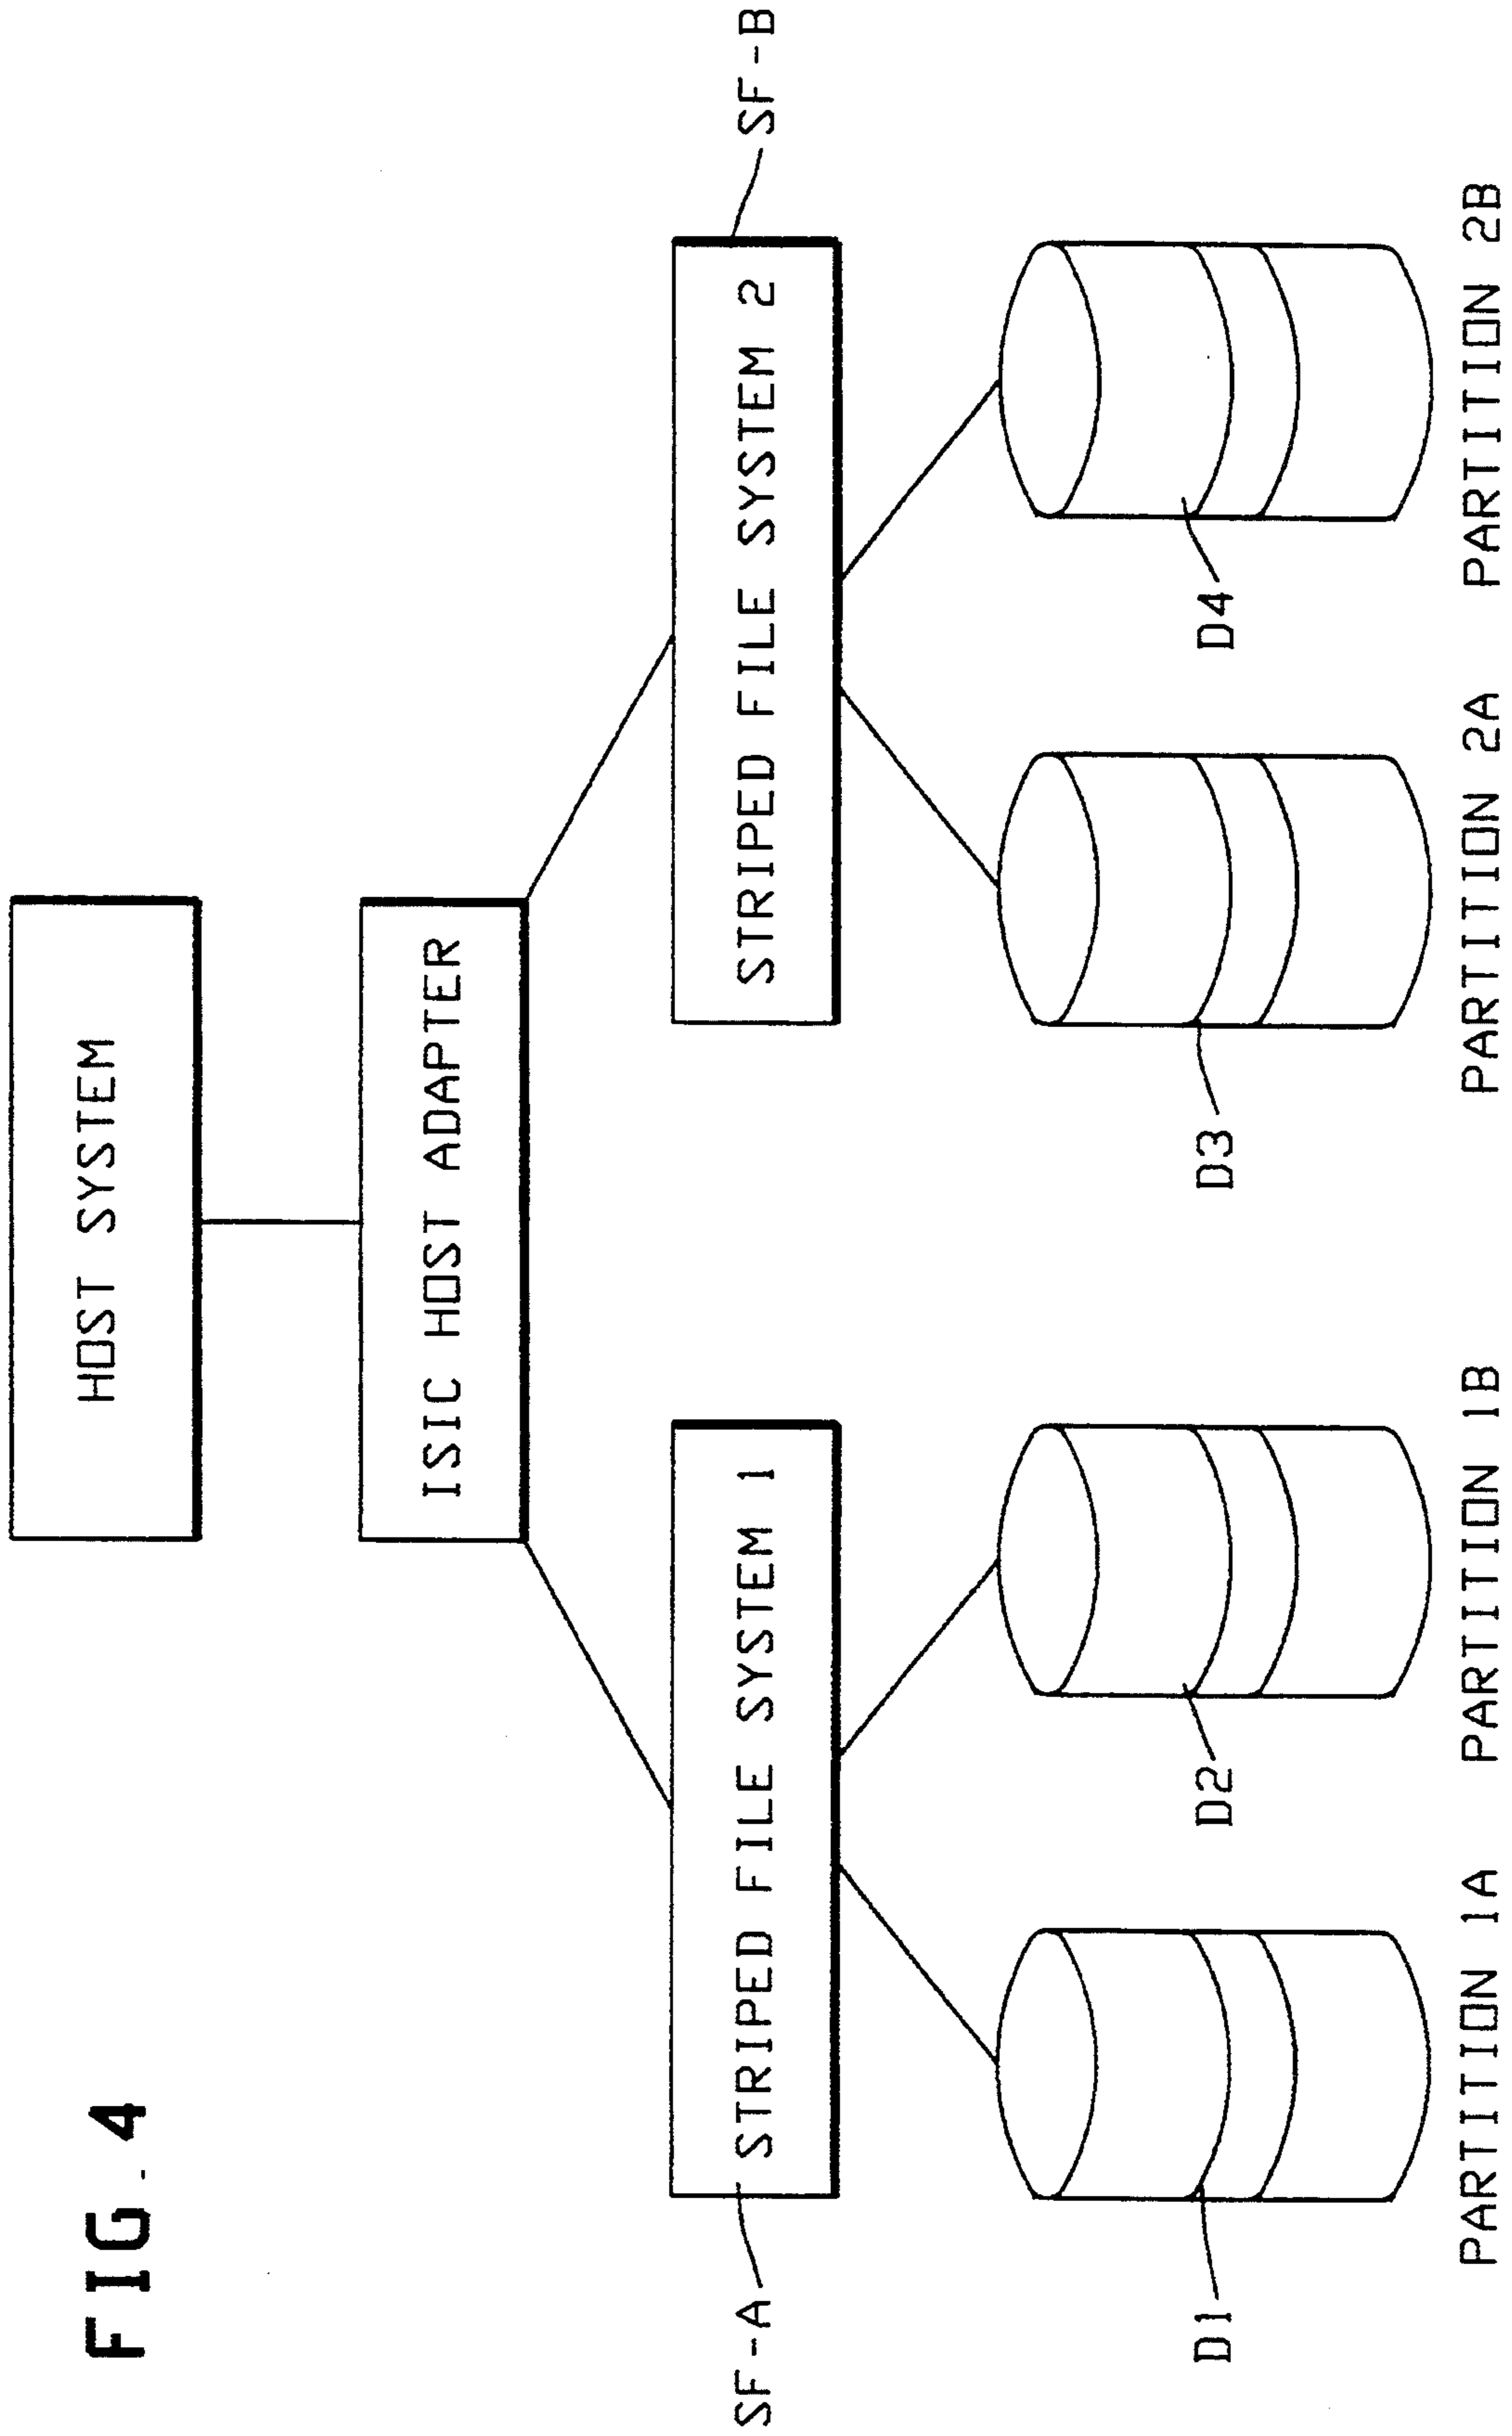 FIG. 4
HOST SYSTEM
ISIC HOST ADAPTER
SF-A
STRIPED FILE SYSTEM 1
STRIPED FILE SYSTEM 2
SF-B
D1
D2
D3
D4
PARTITION 1A
PARTITION 1B
PARTITION 2A
PARTITION 2B